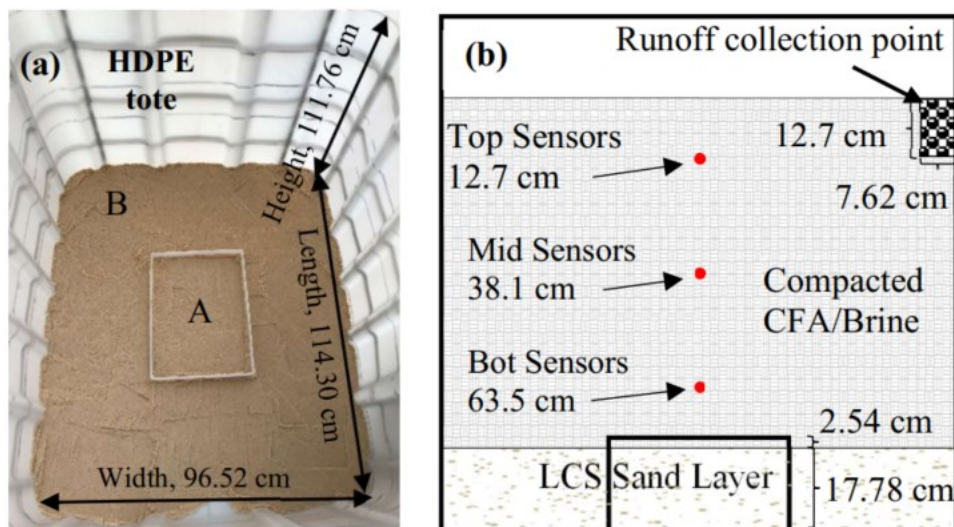 (a)
HDPE
tote
Height, 111.76 cm
B
Length, 114.30 cm
A
Width, 96.52 cm
(b)
Runoff collection point
Top Sensors
12.7 cm
12.7 cm
7.62 cm
Mid Sensors
38.1 cm
Compacted
CFA/Brine
Bot Sensors
63.5 cm
2.54 cm
LCS Sand Layer
17.78 cm